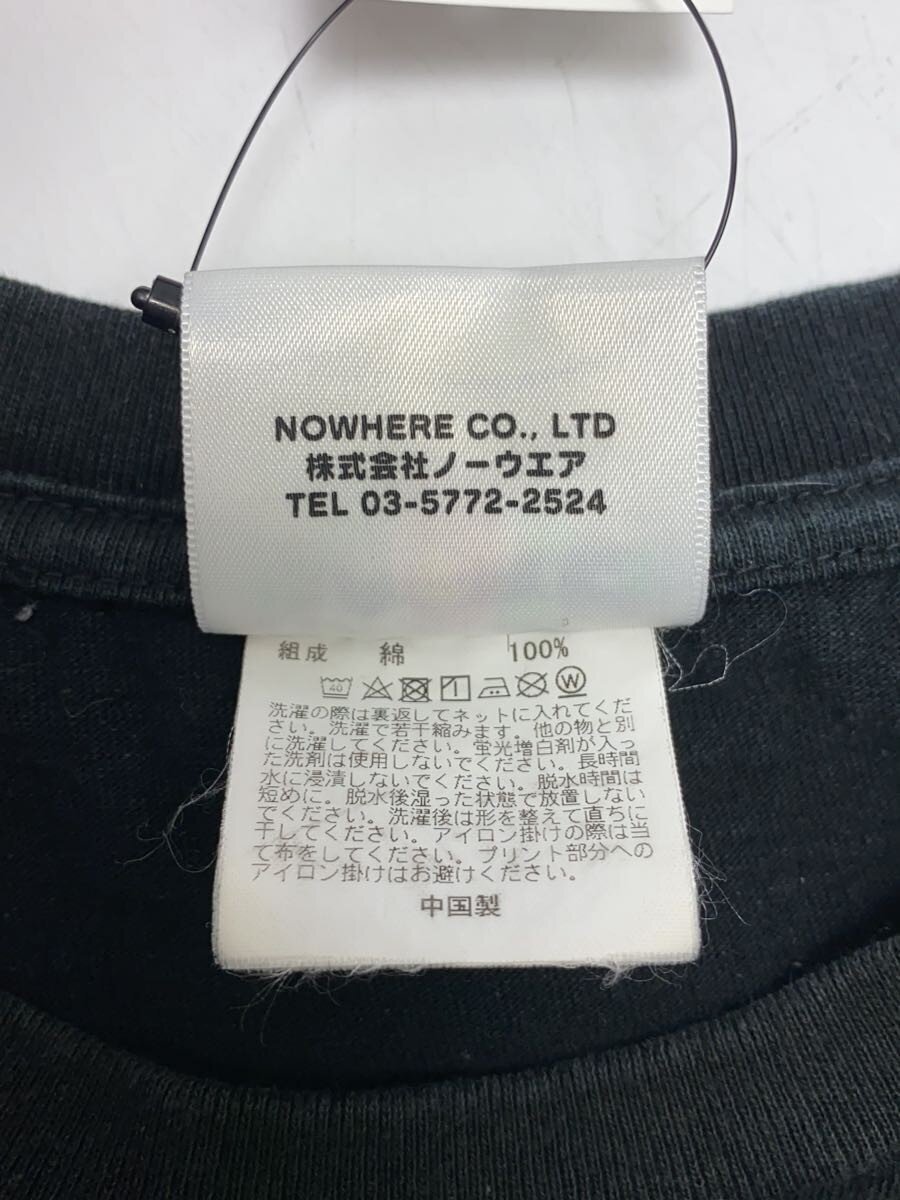 NOWHERE CO., LTD
株式会社ノーウエア
TEL 03-5772-2524
組成 綿 100%
40 W
洗濯の際は裏返してネットに入れてくだ
さい。洗濯で若干縮みます。他の物と別
に洗濯してください。蛍光増白剤が入っ
た洗剤は使用しないでください。長時間
水に浸漬しないでください。脱水時間は
短めに。脱水後湿った状態で放置しない
でください。洗濯後は形を整えて直ちに
干してください。アイロン掛けの際は当
て布をしてください。プリント部分への
アイロン掛けはお避けください。
中国製